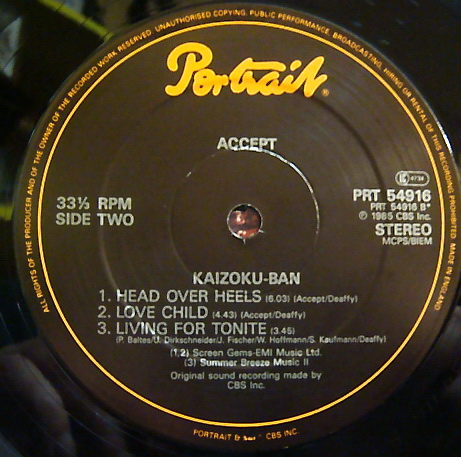 ALL RIGHTS OF THE PRODUCER AND OF THE OWNER OF THE RECORDED WORK RESERVED UNAUTHORISED COPYING, PUBLIC PERFORMANCE, BROADCASTING, HIRING OR RENTAL OF THIS RECORDING PROHIBITED MADE IN ENGLAND
Portrait®
ACCEPT
4734
33⅓ RPM
SIDE TWO
PRT 54916
PRT 54916 B*
℗ 1985 CBS Inc.
STEREO
MCPS/BIEM
KAIZOKU-BAN
1. HEAD OVER HEELS (6.03) (Accept/Deaffy)
2. LOVE CHILD (4.43) (Accept/Deaffy)
3. LIVING FOR TONITE (3.45)
(P. Baltes/U. Dirkschneider/J. Fischer/W. Hoffmann/S. Kaufmann/Deaffy)
(1,2) Screen Gems-EMI Music Ltd.
(3) Summer Breeze Music II
Original sound recording made by
CBS Inc.
PORTRAIT & CBS INC.